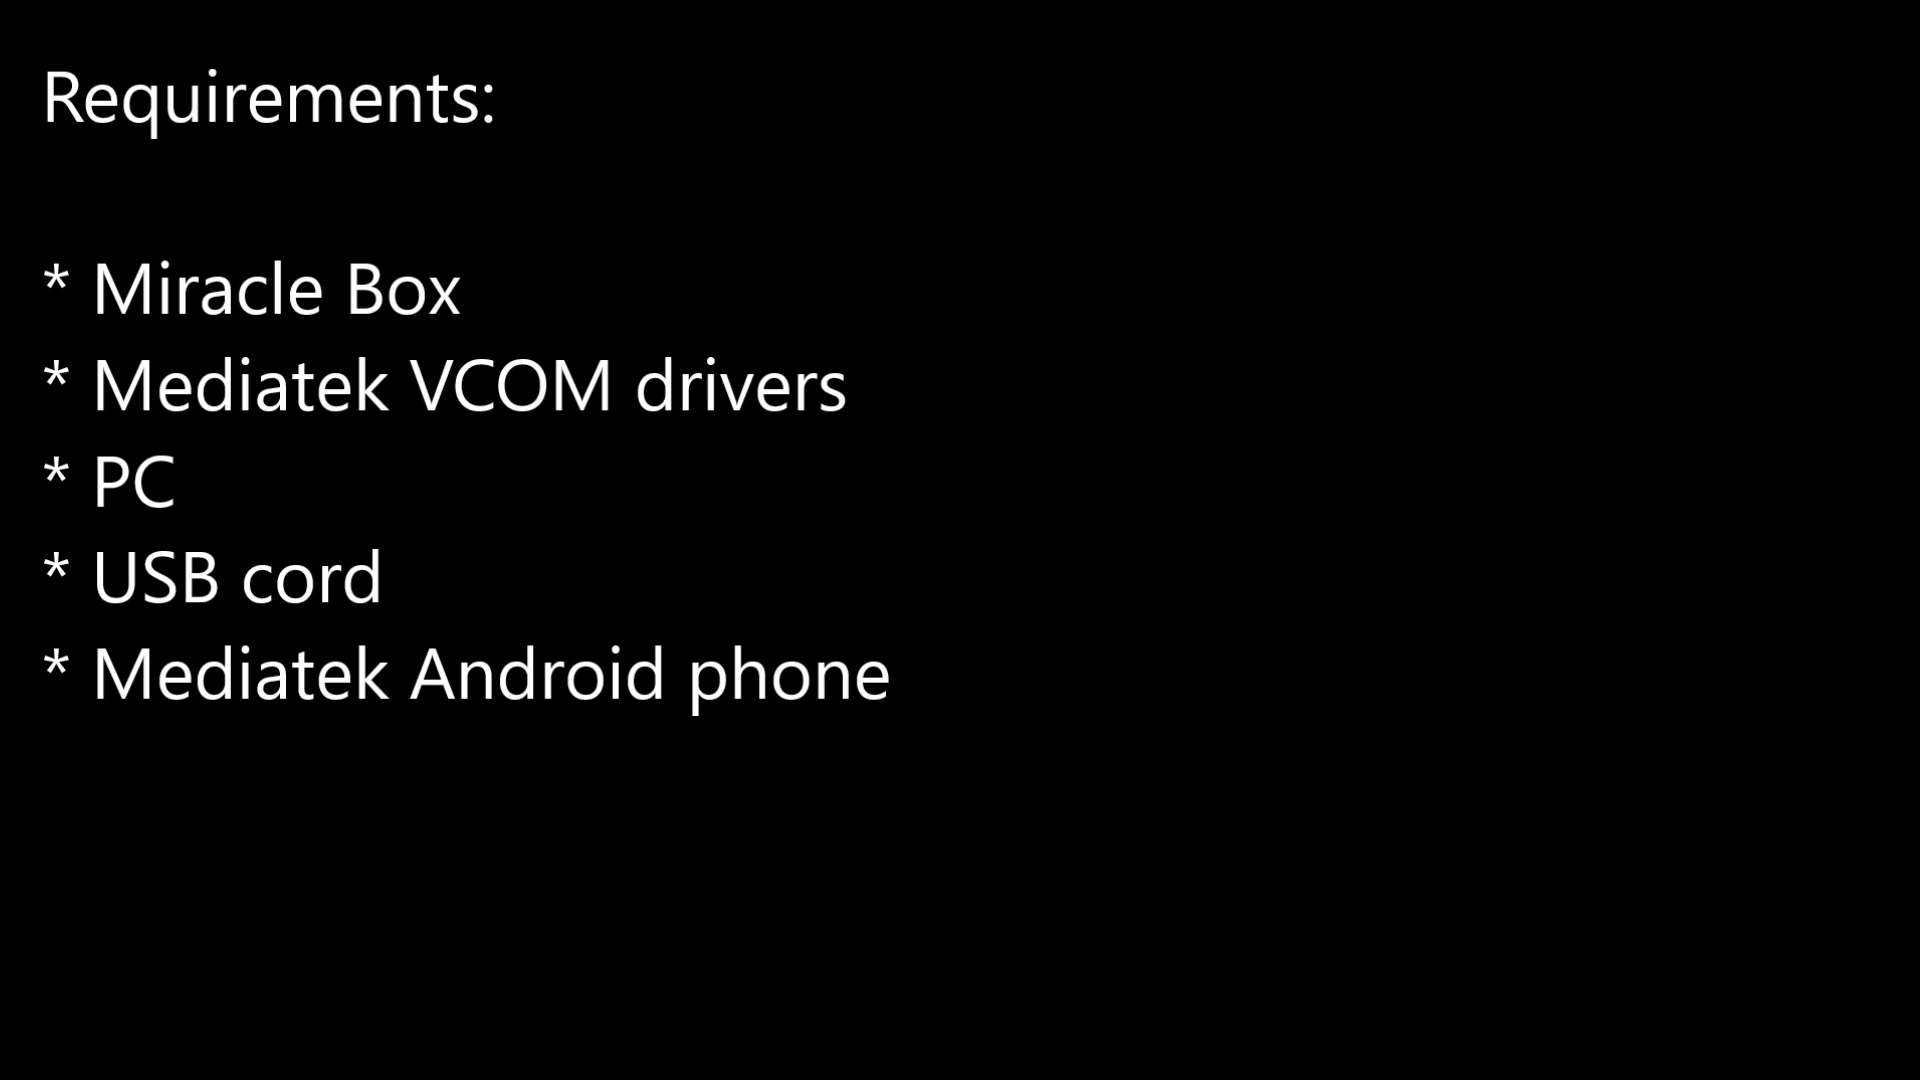 Requirements:
* Miracle Box
* Mediatek VCOM drivers
* PC
* USB cord
* Mediatek Android phone